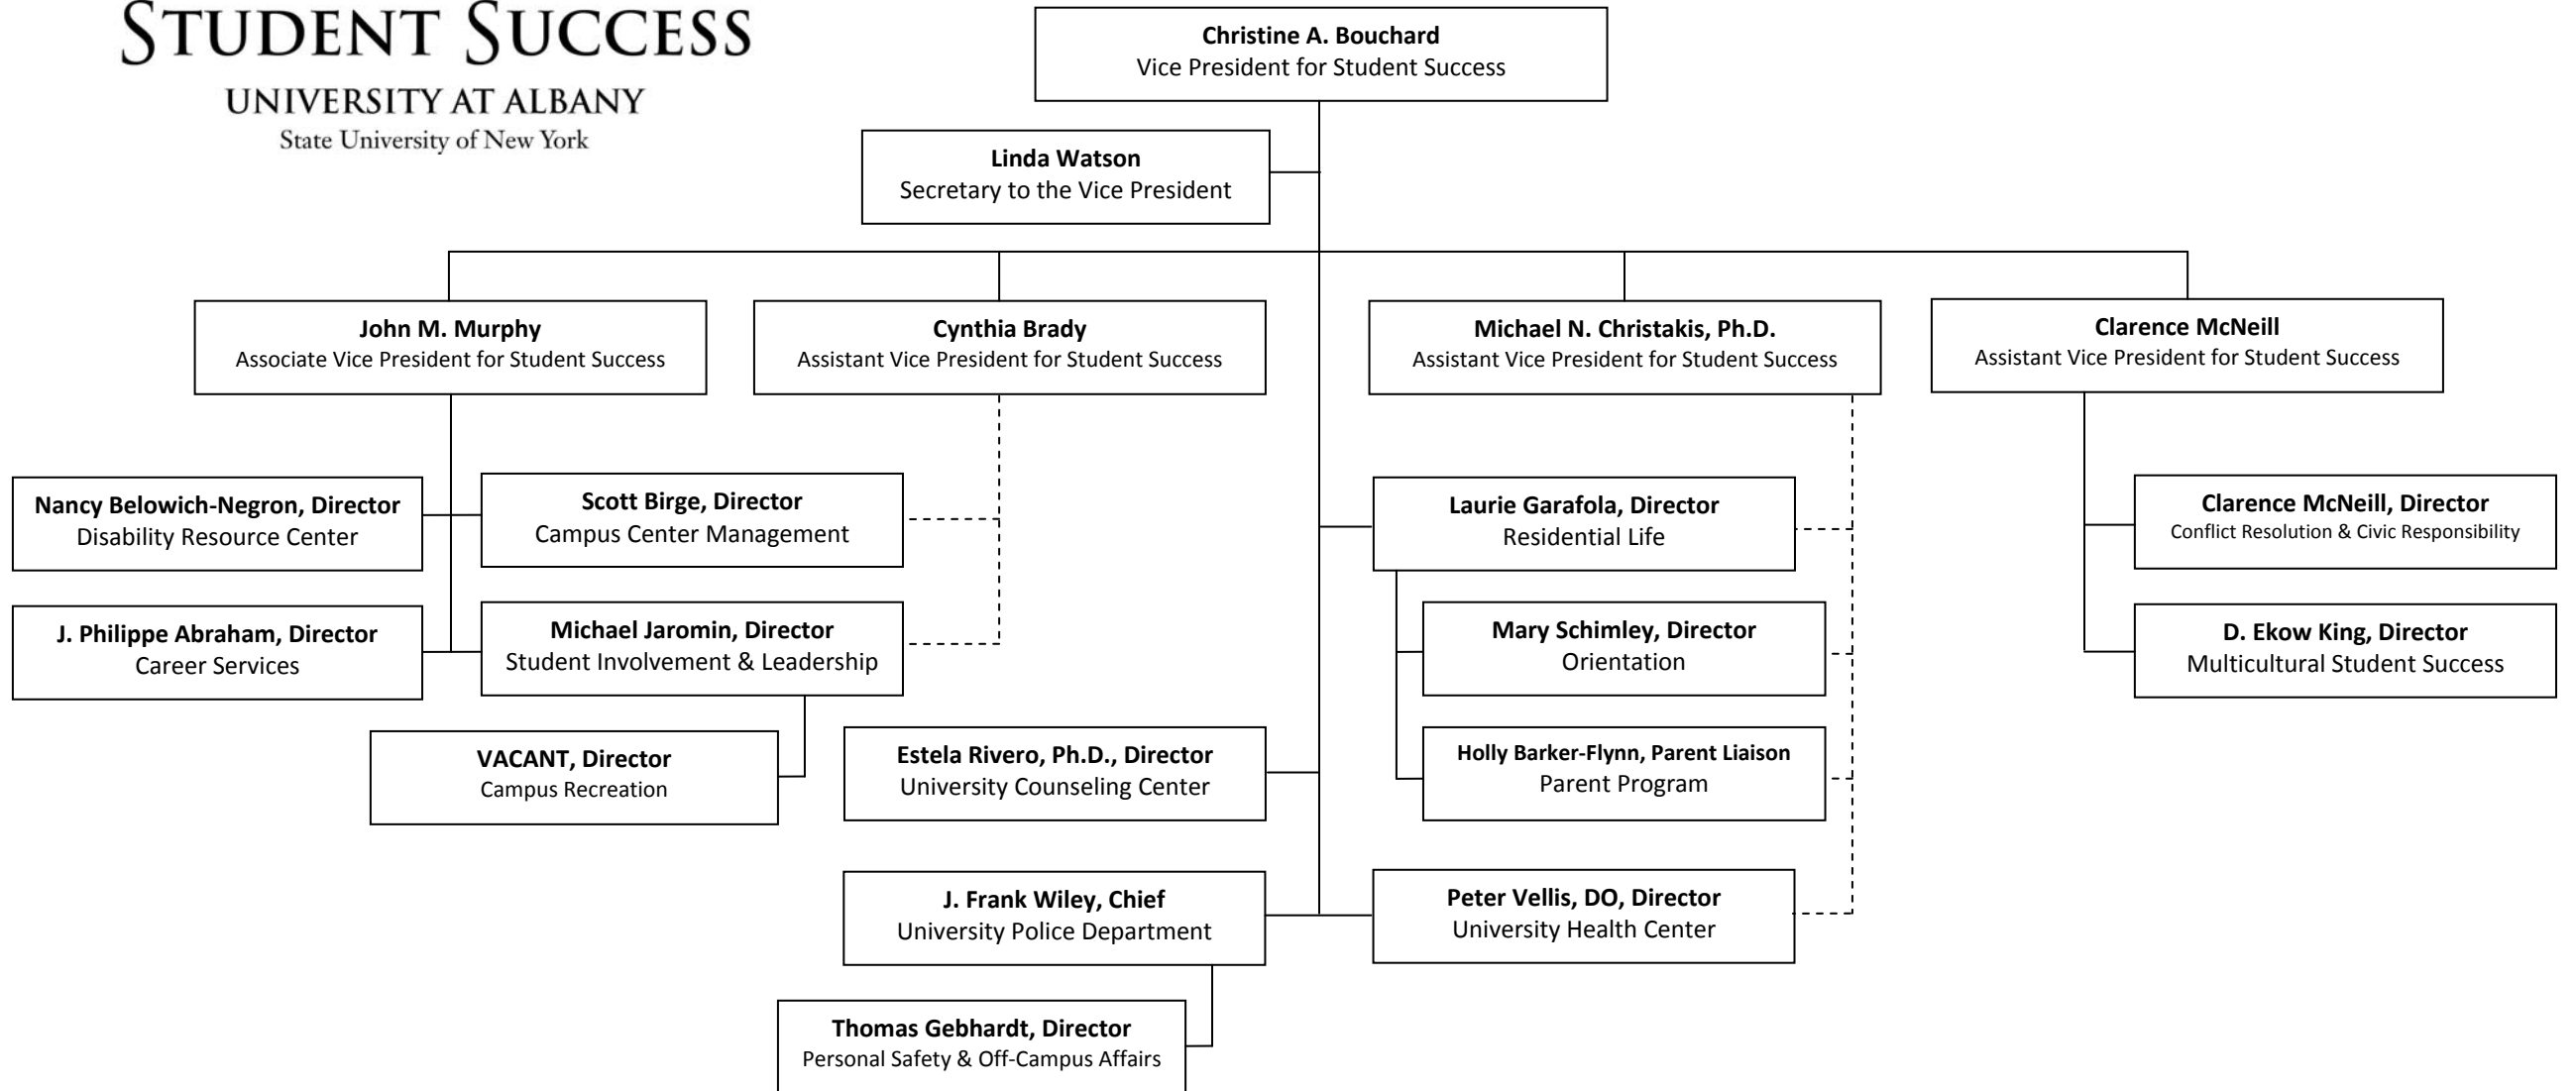 STUDENT SUCCESS
UNIVERSITY AT ALBANY
State University of New York
Christine A. Bouchard
Vice President for Student Success
Linda Watson
Secretary to the Vice President
John M. Murphy
Associate Vice President for Student Success
Cynthia Brady
Assistant Vice President for Student Success
Michael N. Christakis, Ph.D.
Assistant Vice President for Student Success
Clarence McNeill
Assistant Vice President for Student Success
Nancy Belowich-Negron, Director
Disability Resource Center
Scott Birge, Director
Campus Center Management
Laurie Garafola, Director
Residential Life
Clarence McNeill, Director
Conflict Resolution & Civic Responsibility
J. Philippe Abraham, Director
Career Services
Michael Jaromin, Director
Student Involvement & Leadership
Mary Schimley, Director
Orientation
D. Ekow King, Director
Multicultural Student Success
VACANT, Director
Campus Recreation
Estela Rivero, Ph.D., Director
University Counseling Center
Holly Barker-Flynn, Parent Liaison
Parent Program
J. Frank Wiley, Chief
University Police Department
Peter Vellis, DO, Director
University Health Center
Thomas Gebhardt, Director
Personal Safety & Off-Campus Affairs